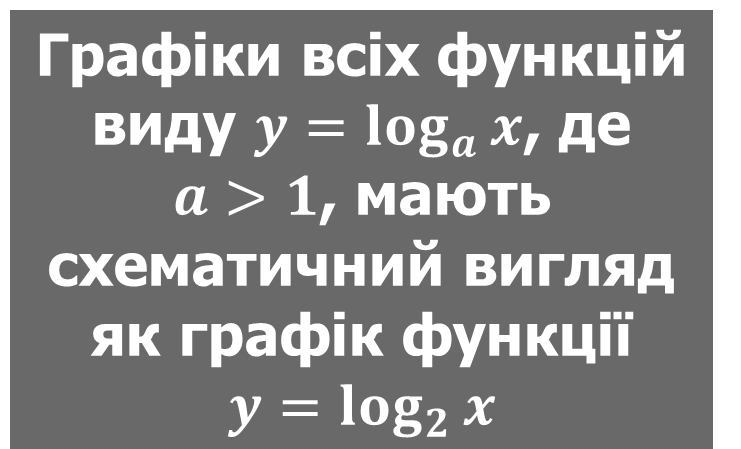 Графіки всіх функцій
виду y = logₐ x, де
a > 1, мають
схематичний вигляд
як графік функції
y = log₂ x